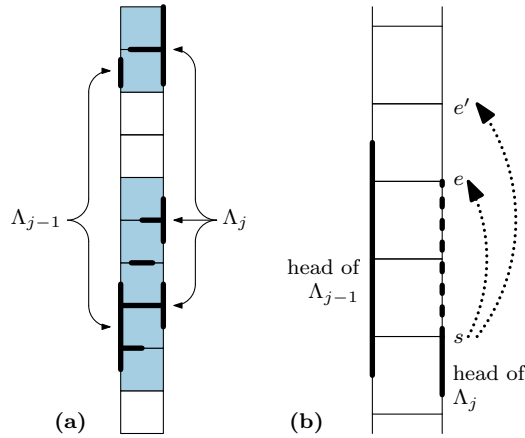 Λ_{j−1}
Λ_j
(a)
e′
e
head of
Λ_{j−1}
s
head of
Λ_j
(b)